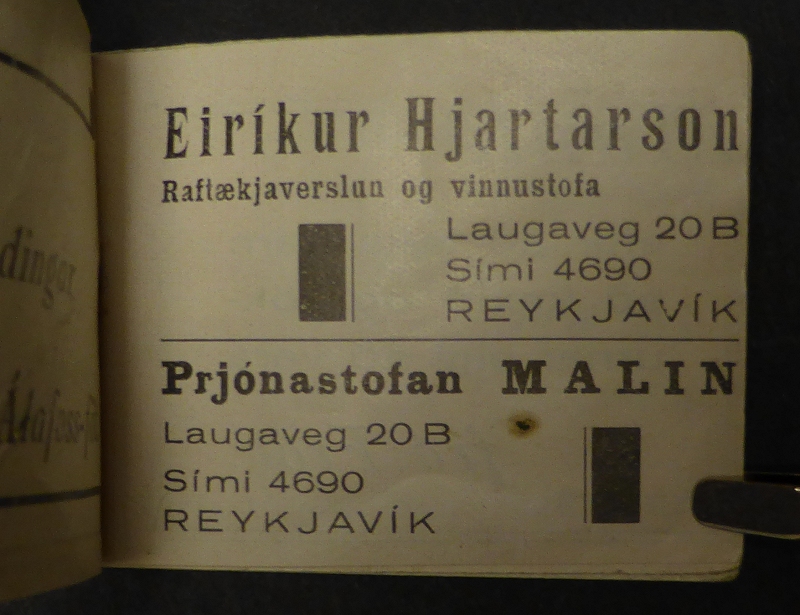 Eiríkur Hjartarson
Raftækjaverslun og vinnustofa
Laugaveg 20 B
Sími 4690
REYKJAVÍK
Prjónastofan MALIN
Laugaveg 20 B
Sími 4690
REYKJAVÍK